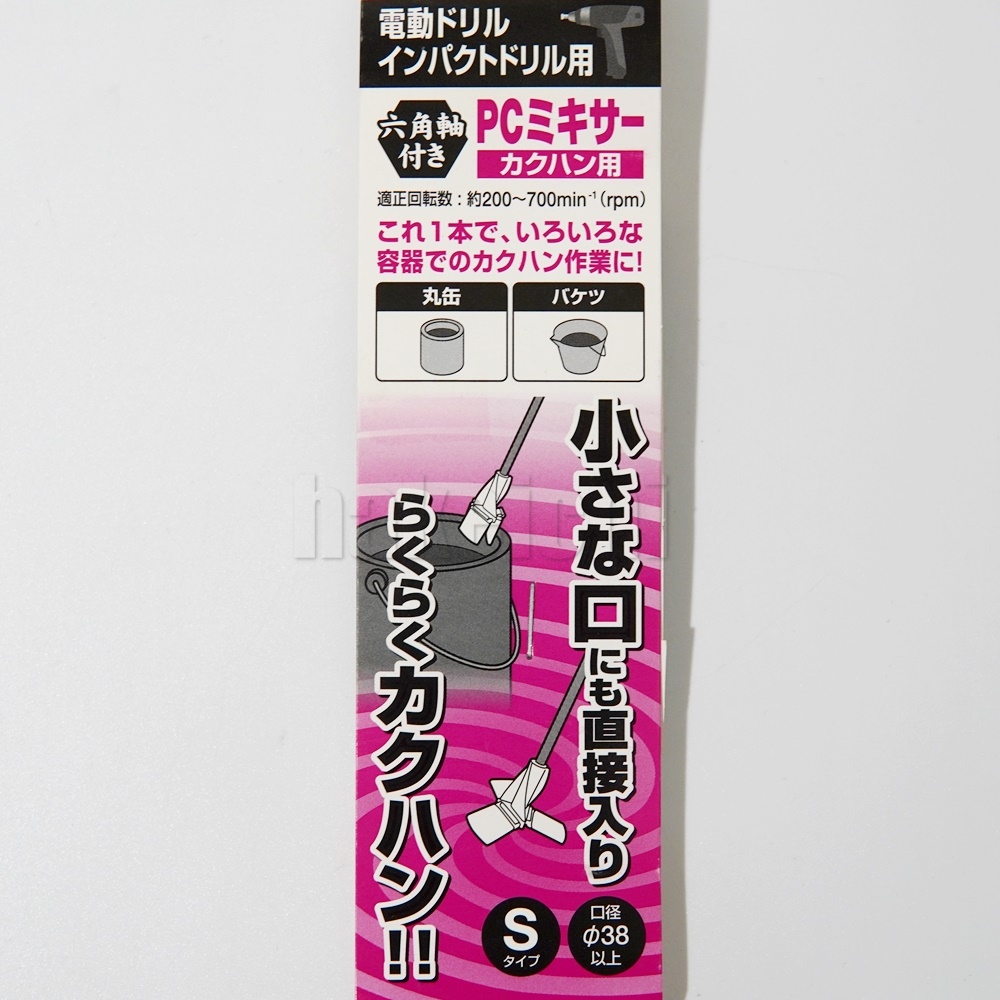 電動ドリル
インパクトドリル用
六角軸
付き
PCミキサー
カクハン用
適正回転数：約200～700min⁻¹（rpm）
これ1本で、いろいろな
容器でのカクハン作業に！
丸缶
バケツ
小さな口にも直接入り
らくらくカクハン!!
S
タイプ
口径
φ38
以上